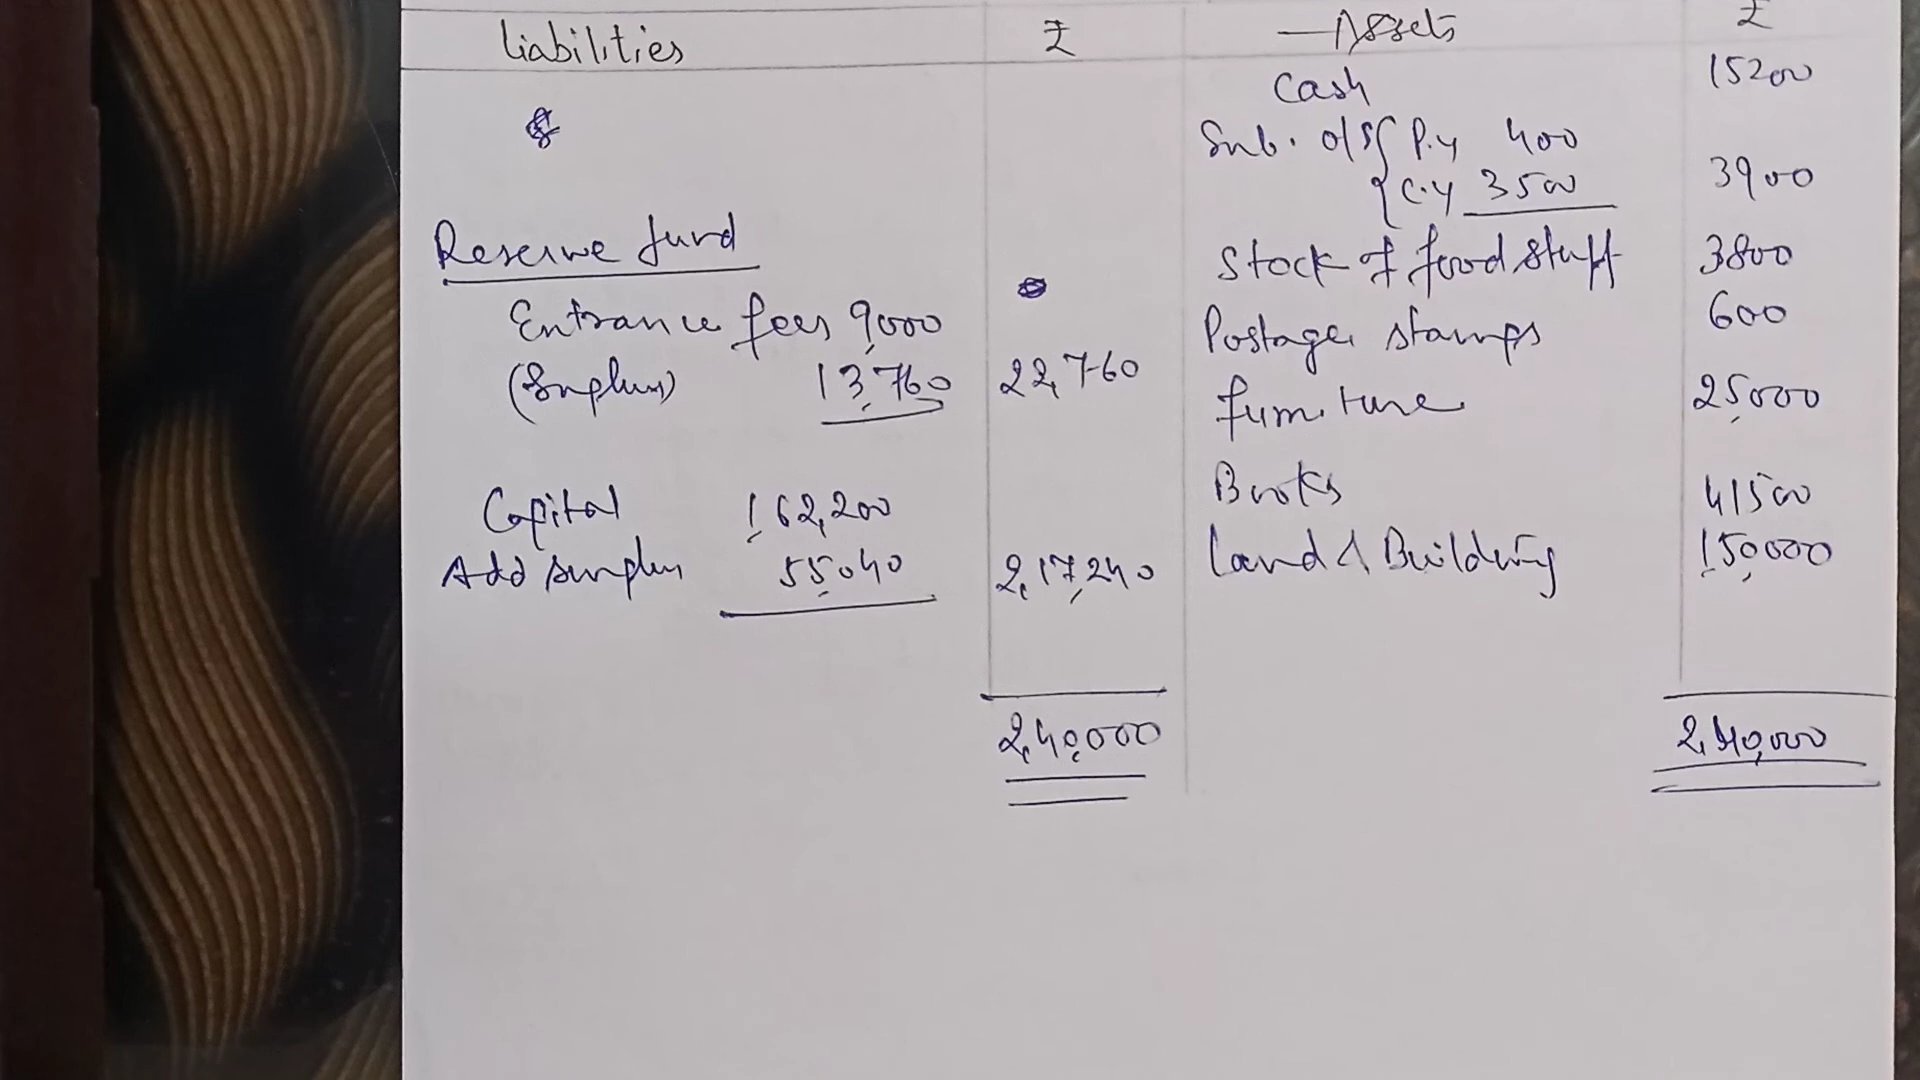 Liabilities ₹ Assets ₹
Cash 15200
Sub. o/s { P.y 400
{ C.y 3500 3900
Reserve fund
Stock of food stuff 3800
Entrance fees 9,000
Postage stamps 600
(Surplus) 13,760 22,760
furniture 25,000
Books 41500
Capital 1,62,200
Add surplus 55,040 2,17,240
Land & Building 1,50,000
2,40,000 2,40,000